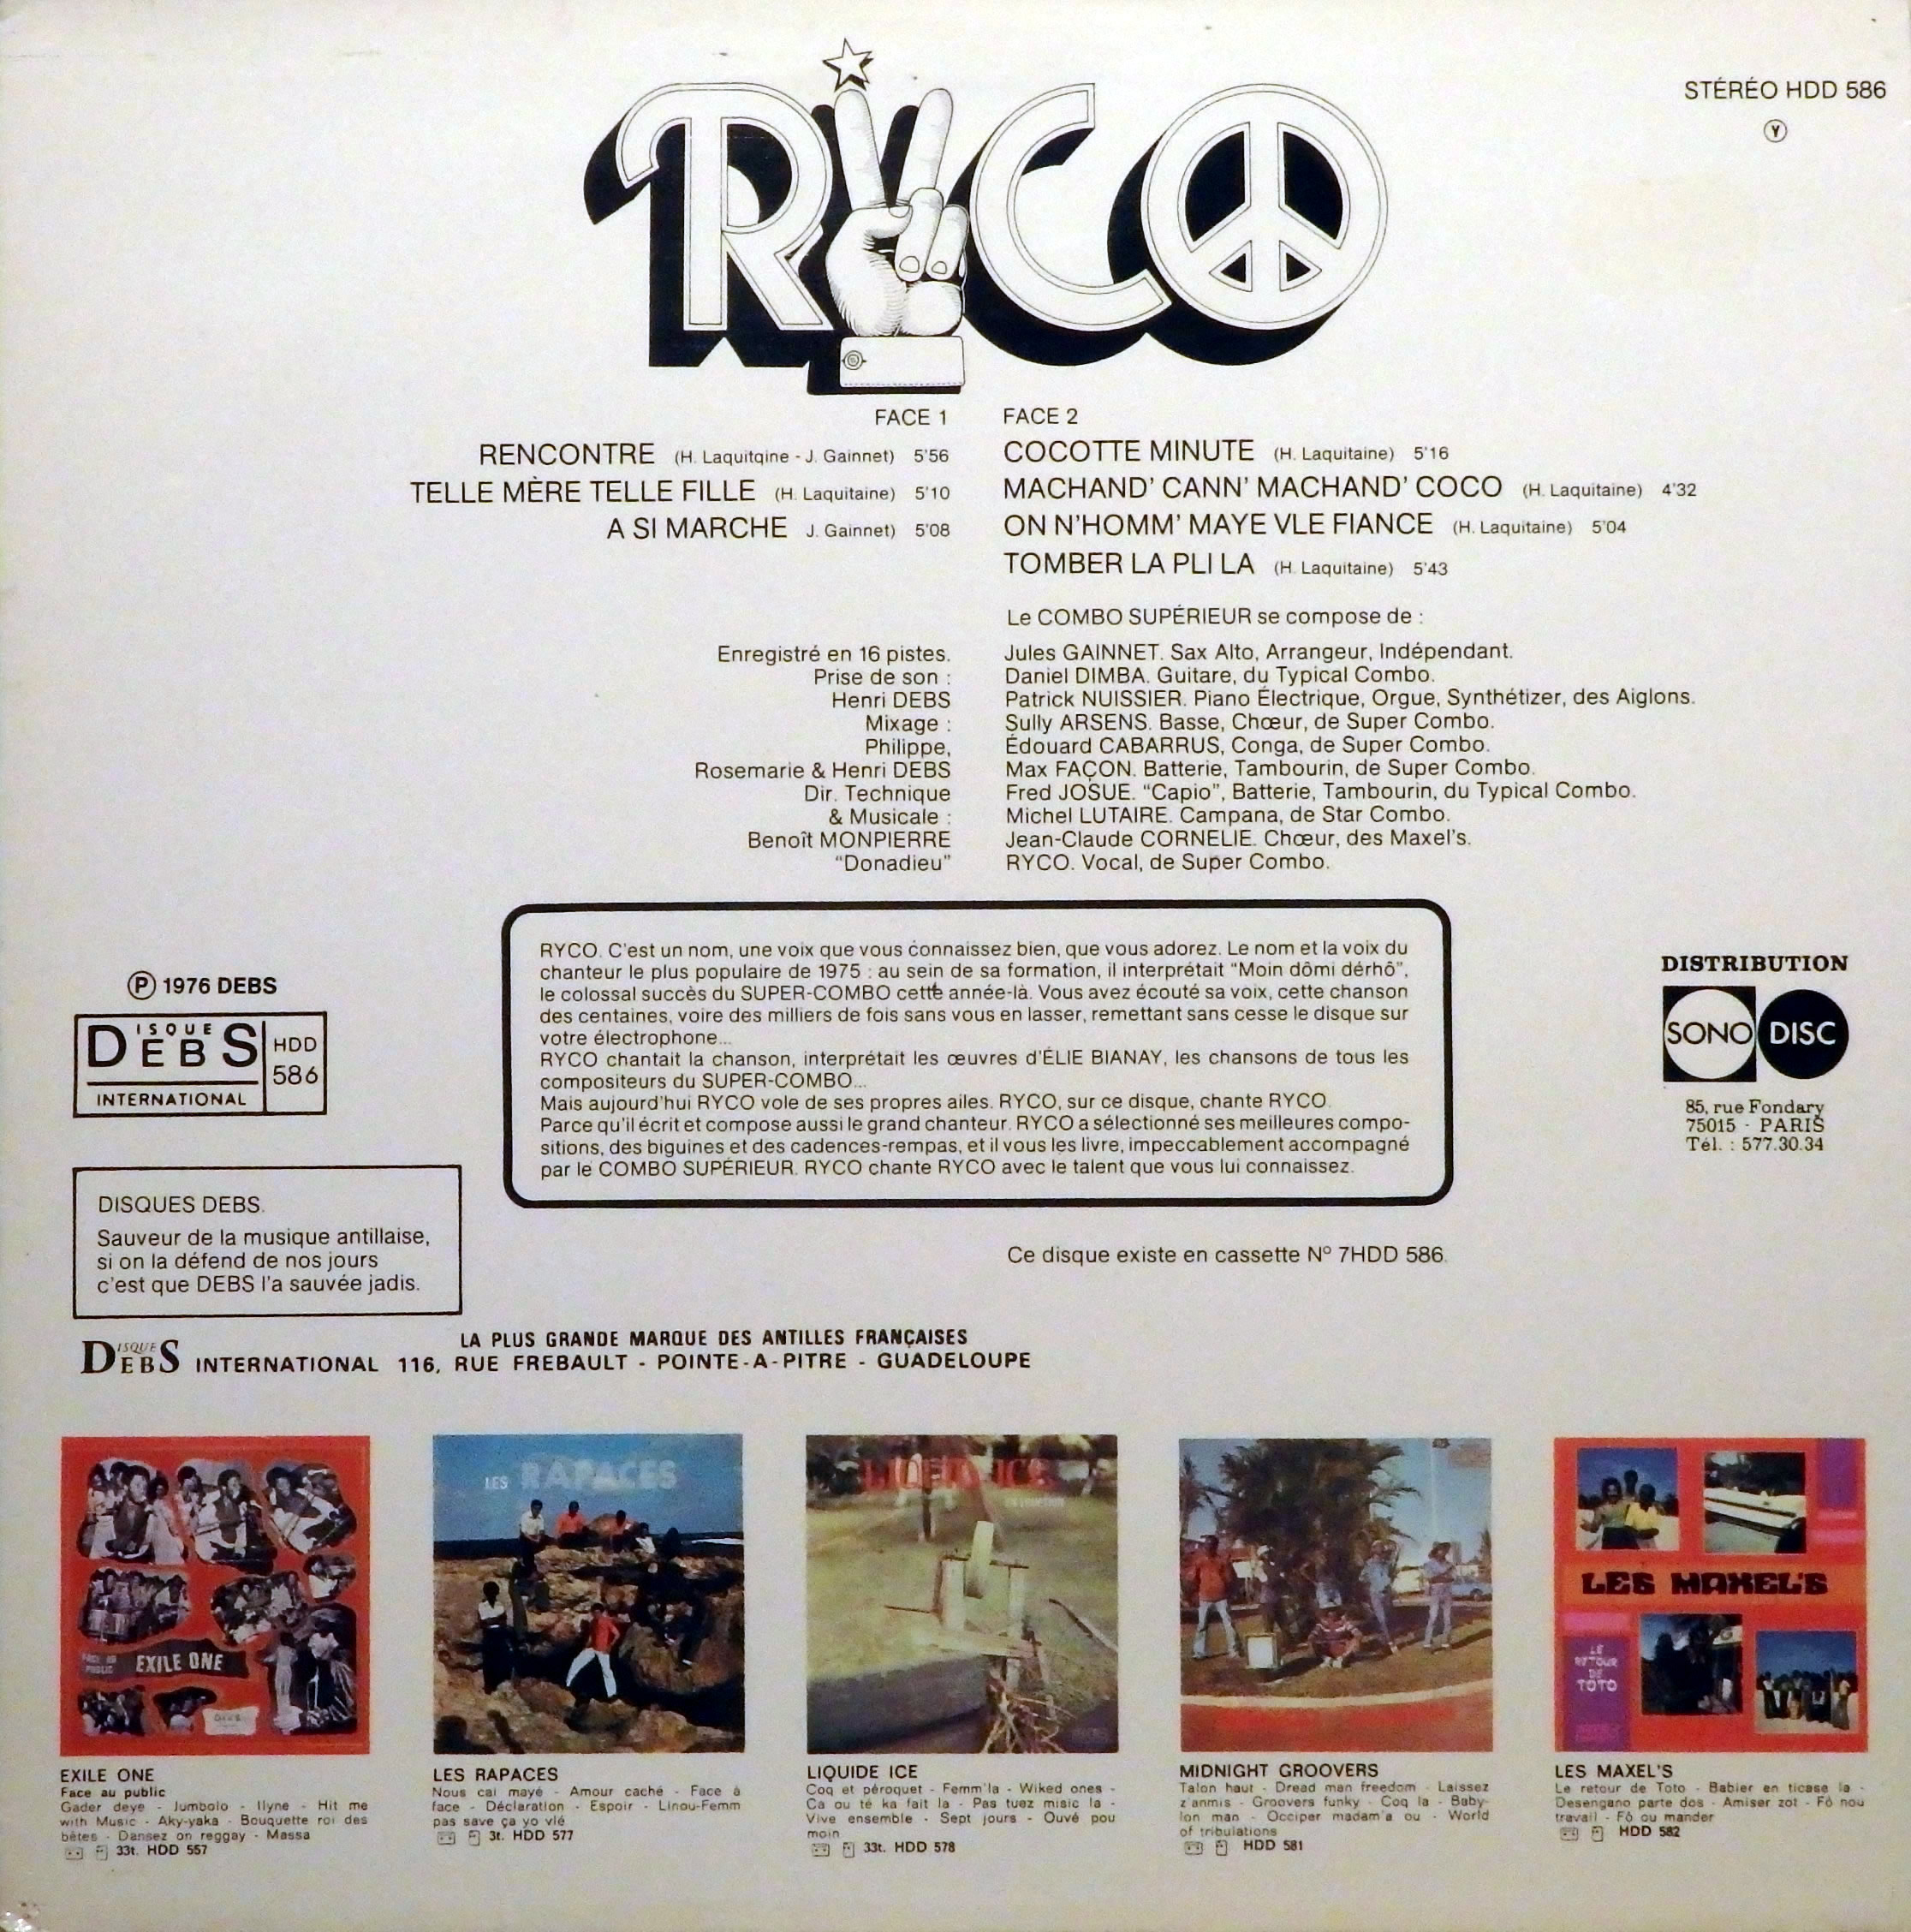 RYCO
STÉRÉO HDD 586
Y
FACE 1
RENCONTRE (H. Laquitqine - J. Gainnet) 5'56
TELLE MÈRE TELLE FILLE (H. Laquitaine) 5'10
A SI MARCHE J. Gainnet) 5'08
FACE 2
COCOTTE MINUTE (H. Laquitaine) 5'16
MACHAND' CANN' MACHAND' COCO (H. Laquitaine) 4'32
ON N'HOMM' MAYE VLE FIANCE (H. Laquitaine) 5'04
TOMBER LA PLI LA (H. Laquitaine) 5'43
Enregistré en 16 pistes.
Prise de son :
Henri DEBS
Mixage :
Philippe,
Rosemarie & Henri DEBS
Dir. Technique
& Musicale :
Benoît MONPIERRE
"Donadieu"
Le COMBO SUPÉRIEUR se compose de :
Jules GAINNET. Sax Alto, Arrangeur, Indépendant.
Daniel DIMBA. Guitare, du Typical Combo.
Patrick NUISSIER. Piano Électrique, Orgue, Synthétizer, des Aiglons.
Sully ARSENS. Basse, Chœur, de Super Combo.
Édouard CABARRUS, Conga, de Super Combo.
Max FAÇON. Batterie, Tambourin, de Super Combo.
Fred JOSUE. "Capio", Batterie, Tambourin, du Typical Combo.
Michel LUTAIRE. Campana, de Star Combo.
Jean-Claude CORNELIE. Chœur, des Maxel's.
RYCO. Vocal, de Super Combo.
RYCO. C'est un nom, une voix que vous connaissez bien, que vous adorez. Le nom et la voix du
chanteur le plus populaire de 1975 : au sein de sa formation, il interprétait "Moin dômi dérhô",
le colossal succès du SUPER-COMBO cette année-là. Vous avez écouté sa voix, cette chanson
des centaines, voire des milliers de fois sans vous en lasser, remettant sans cesse le disque sur
votre électrophone...
RYCO chantait la chanson, interprétait les œuvres d'ÉLIE BIANAY, les chansons de tous les
compositeurs du SUPER-COMBO...
Mais aujourd'hui RYCO vole de ses propres ailes. RYCO, sur ce disque, chante RYCO.
Parce qu'il écrit et compose aussi le grand chanteur. RYCO a sélectionné ses meilleures compo-
sitions, des biguines et des cadences-rempas, et il vous les livre, impeccablement accompagné
par le COMBO SUPÉRIEUR. RYCO chante RYCO avec le talent que vous lui connaissez.
Ⓟ 1976 DEBS
DISQUE DEBS
INTERNATIONAL
HDD
586
DISTRIBUTION
SONO DISC
85, rue Fondary
75015 - PARIS
Tél. : 577.30.34
DISQUES DEBS.
Sauveur de la musique antillaise,
si on la défend de nos jours
c'est que DEBS l'a sauvée jadis.
Ce disque existe en cassette Nº 7HDD 586.
LA PLUS GRANDE MARQUE DES ANTILLES FRANÇAISES
DISQUE DEBS INTERNATIONAL 116, RUE FREBAULT - POINTE-A-PITRE - GUADELOUPE
FACE AU
PUBLIC
EXILE ONE
LES RAPACES
LIQUID ICE
LES MAXEL'S
LE
RETOUR
DE
TOTO
EXILE ONE
Face au public
Gader deye - Jumbolo - Ilyne - Hit me
with Music - Aky-yaka - Bouquette roi des
bêtes - Dansez on reggay - Massa
33t. HDD 557
LES RAPACES
Nous cai mayé - Amour caché - Face à
face - Déclaration - Espoir - Linou-Femm
pas save ça yo vlé
3t. HDD 577
LIQUIDE ICE
Coq et péroquet - Femm'la - Wiked ones -
Ca ou té ka fait la - Pas tuez misic la -
Vive ensemble - Sept jours - Ouvé pou
moin
33t. HDD 578
MIDNIGHT GROOVERS
Talon haut - Dread man freedom - Laissez
z'anmis - Groovers funky - Coq la - Baby-
lon man - Occiper madam'a ou - World
of tribulations
HDD 581
LES MAXEL'S
Le retour de Toto - Babier en ticase la -
Desengano parte dos - Amiser zot - Fô nou
travail - Fô ou mander
HDD 582